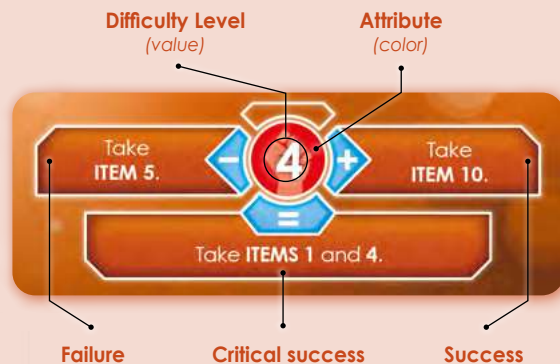 Difficulty Level
(value)
Attribute
(color)
Take
ITEM 5.
−
4
+
Take
ITEM 10.
=
Take ITEMS 1 and 4.
Failure
Critical success
Success